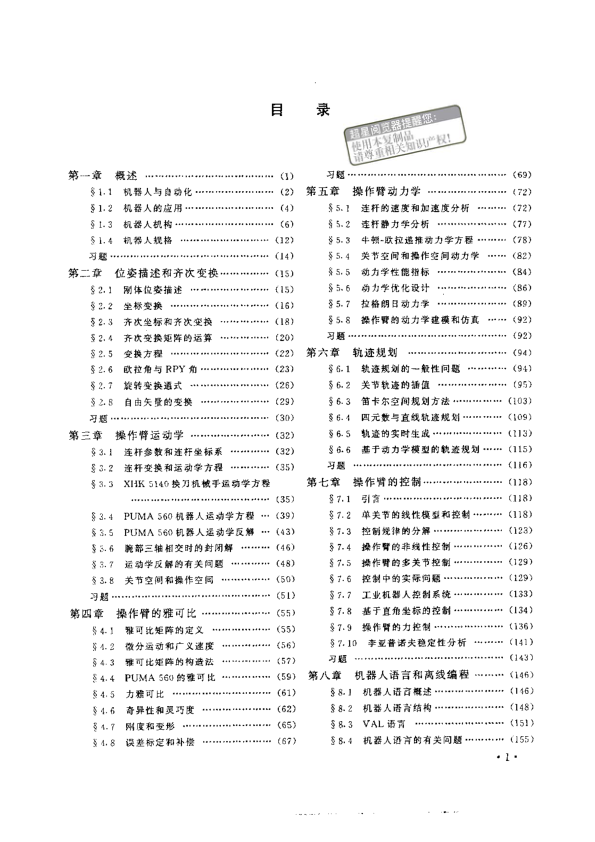 目 录
超星阅览器提醒您:
使用本复制品
请尊重相关知识产权!
第一章 概述 ……………………………… (1)
§1.1 机器人与自动化 ………………… (2)
§1.2 机器人的应用 …………………… (4)
§1.3 机器人机构 ……………………… (6)
§1.4 机器人规格 ……………………… (12)
习题 ………………………………………… (14)
第二章 位姿描述和齐次变换 ………… (15)
§2.1 刚体位姿描述 …………………… (15)
§2.2 坐标变换 ………………………… (16)
§2.3 齐次坐标和齐次变换 …………… (18)
§2.4 齐次变换矩阵的运算 …………… (20)
§2.5 变换方程 ………………………… (22)
§2.6 欧拉角与RPY角 ………………… (23)
§2.7 旋转变换通式 …………………… (26)
§2.8 自由矢量的变换 ………………… (29)
习题 ………………………………………… (30)
第三章 操作臂运动学 ………………… (32)
§3.1 连杆参数和连杆坐标系 ………… (32)
§3.2 连杆变换和运动学方程 ………… (35)
§3.3 XHK 5140换刀机械手运动学方程
……………………………………… (35)
§3.4 PUMA 560机器人运动学方程 … (39)
§3.5 PUMA 560机器人运动学反解 … (43)
§3.6 腕部三轴相交时的封闭解 ……… (46)
§3.7 运动学反解的有关问题 ………… (48)
§3.8 关节空间和操作空间 …………… (50)
习题 ………………………………………… (51)
第四章 操作臂的雅可比 ……………… (55)
§4.1 雅可比矩阵的定义 ……………… (55)
§4.2 微分运动和广义速度 …………… (56)
§4.3 雅可比矩阵的构造法 …………… (57)
§4.4 PUMA 560的雅可比 …………… (59)
§4.5 力雅可比 ………………………… (61)
§4.6 奇异性和灵巧度 ………………… (62)
§4.7 刚度和变形 ……………………… (65)
§4.8 误差标定和补偿 ………………… (67)
习题 ………………………………………… (69)
第五章 操作臂动力学 ………………… (72)
§5.1 连杆的速度和加速度分析 ……… (72)
§5.2 连杆静力学分析 ………………… (77)
§5.3 牛顿-欧拉递推动力学方程 ……… (78)
§5.4 关节空间和操作空间动力学 …… (82)
§5.5 动力学性能指标 ………………… (84)
§5.6 动力学优化设计 ………………… (86)
§5.7 拉格朗日动力学 ………………… (89)
§5.8 操作臂的动力学建模和仿真 …… (92)
习题 ………………………………………… (92)
第六章 轨迹规划 ……………………… (94)
§6.1 轨迹规划的一般性问题 ………… (94)
§6.2 关节轨迹的插值 ………………… (95)
§6.3 笛卡尔空间规划方法 …………… (103)
§6.4 四元数与直线轨迹规划 ………… (109)
§6.5 轨迹的实时生成 ………………… (113)
§6.6 基于动力学模型的轨迹规划 …… (115)
习题 ………………………………………… (116)
第七章 操作臂的控制 ………………… (118)
§7.1 引言 ……………………………… (118)
§7.2 单关节的线性模型和控制 ……… (118)
§7.3 控制规律的分解 ………………… (123)
§7.4 操作臂的非线性控制 …………… (126)
§7.5 操作臂的多关节控制 …………… (129)
§7.6 控制中的实际问题 ……………… (129)
§7.7 工业机器人控制系统 …………… (133)
§7.8 基于直角坐标的控制 …………… (134)
§7.9 操作臂的力控制 ………………… (136)
§7.10 李亚普诺夫稳定性分析 ……… (141)
习题 ………………………………………… (143)
第八章 机器人语言和离线编程 ……… (146)
§8.1 机器人语言概述 ………………… (146)
§8.2 机器人语言结构 ………………… (148)
§8.3 VAL语言 ………………………… (151)
§8.4 机器人语言的有关问题 ………… (155)
· 1 ·